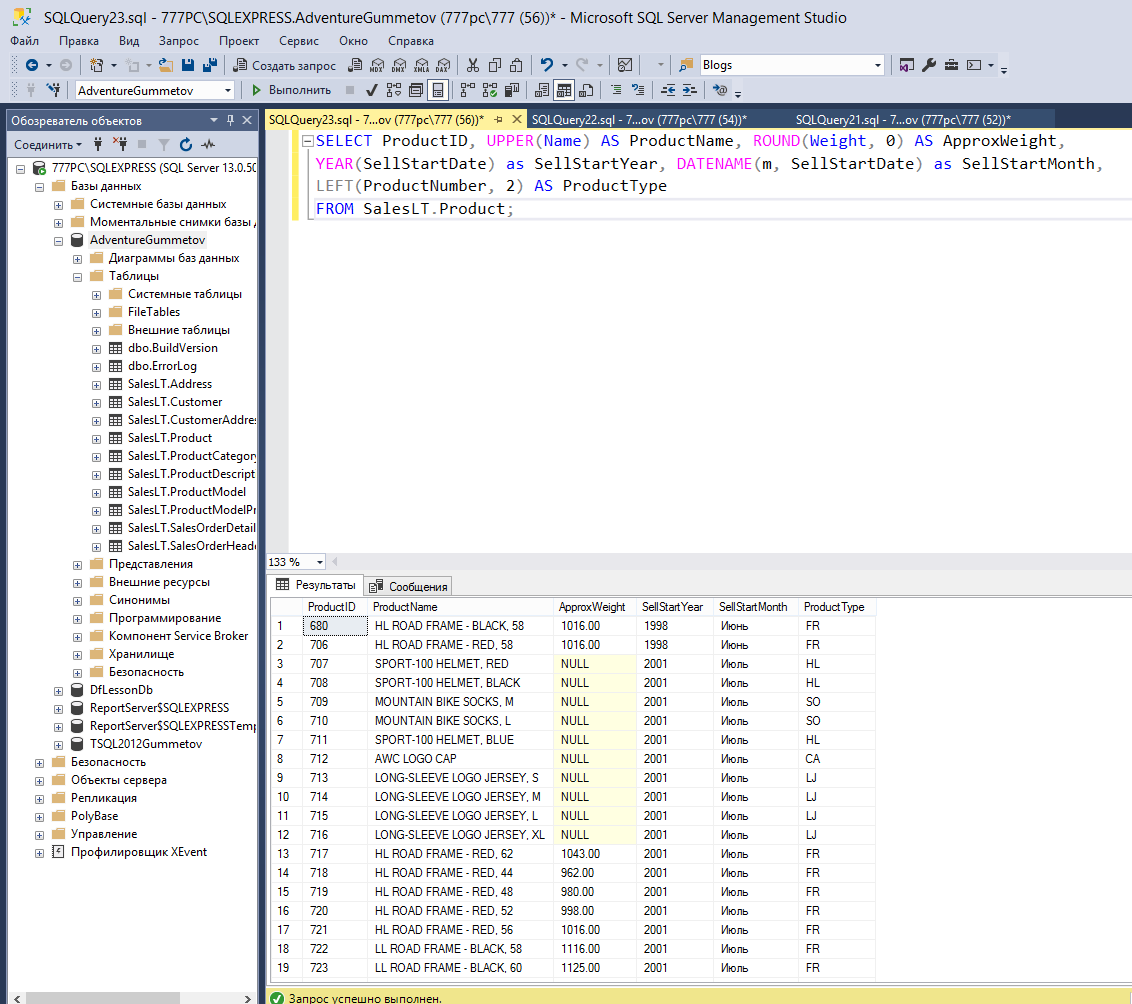 SQLQuery23.sql - 777PC\SQLEXPRESS.AdventureGummetov (777pc\777 (56))* - Microsoft SQL Server Management Studio
Файл Правка Вид Запрос Проект Сервис Окно Справка
Создать запрос MDX DMX XMLA DAX Blogs
AdventureGummetov Выполнить
Обозреватель объектов
Соединить
777PC\SQLEXPRESS (SQL Server 13.0.50
Базы данных
Системные базы данных
Моментальные снимки базы
AdventureGummetov
Диаграммы баз данных
Таблицы
Системные таблицы
FileTables
Внешние таблицы
dbo.BuildVersion
dbo.ErrorLog
SalesLT.Address
SalesLT.Customer
SalesLT.CustomerAddre
SalesLT.Product
SalesLT.ProductCategory
SalesLT.ProductDescript
SalesLT.ProductModel
SalesLT.ProductModelPr
SalesLT.SalesOrderDetail
SalesLT.SalesOrderHeade
Представления
Внешние ресурсы
Синонимы
Программирование
Компонент Service Broker
Хранилище
Безопасность
DfLessonDb
ReportServer$SQLEXPRESS
ReportServer$SQLEXPRESSTemp
TSQL2012Gummetov
Безопасность
Объекты сервера
Репликация
PolyBase
Управление
Профилировщик XEvent
SQLQuery23.sql - 7...ov (777pc\777 (56))* SQLQuery22.sql - 7...ov (777pc\777 (54))* SQLQuery21.sql - 7...ov (777pc\777 (52))*
SELECT ProductID, UPPER(Name) AS ProductName, ROUND(Weight, 0) AS ApproxWeight,
YEAR(SellStartDate) as SellStartYear, DATENAME(m, SellStartDate) as SellStartMonth,
LEFT(ProductNumber, 2) AS ProductType
FROM SalesLT.Product;
133 %
Результаты Сообщения
ProductID ProductName ApproxWeight SellStartYear SellStartMonth ProductType
1 680 HL ROAD FRAME - BLACK, 58 1016.00 1998 Июнь FR
2 706 HL ROAD FRAME - RED, 58 1016.00 1998 Июнь FR
3 707 SPORT-100 HELMET, RED NULL 2001 Июль HL
4 708 SPORT-100 HELMET, BLACK NULL 2001 Июль HL
5 709 MOUNTAIN BIKE SOCKS, M NULL 2001 Июль SO
6 710 MOUNTAIN BIKE SOCKS, L NULL 2001 Июль SO
7 711 SPORT-100 HELMET, BLUE NULL 2001 Июль HL
8 712 AWC LOGO CAP NULL 2001 Июль CA
9 713 LONG-SLEEVE LOGO JERSEY, S NULL 2001 Июль LJ
10 714 LONG-SLEEVE LOGO JERSEY, M NULL 2001 Июль LJ
11 715 LONG-SLEEVE LOGO JERSEY, L NULL 2001 Июль LJ
12 716 LONG-SLEEVE LOGO JERSEY, XL NULL 2001 Июль LJ
13 717 HL ROAD FRAME - RED, 62 1043.00 2001 Июль FR
14 718 HL ROAD FRAME - RED, 44 962.00 2001 Июль FR
15 719 HL ROAD FRAME - RED, 48 980.00 2001 Июль FR
16 720 HL ROAD FRAME - RED, 52 998.00 2001 Июль FR
17 721 HL ROAD FRAME - RED, 56 1016.00 2001 Июль FR
18 722 LL ROAD FRAME - BLACK, 58 1116.00 2001 Июль FR
19 723 LL ROAD FRAME - BLACK, 60 1125.00 2001 Июль FR
Запрос успешно выполнен.